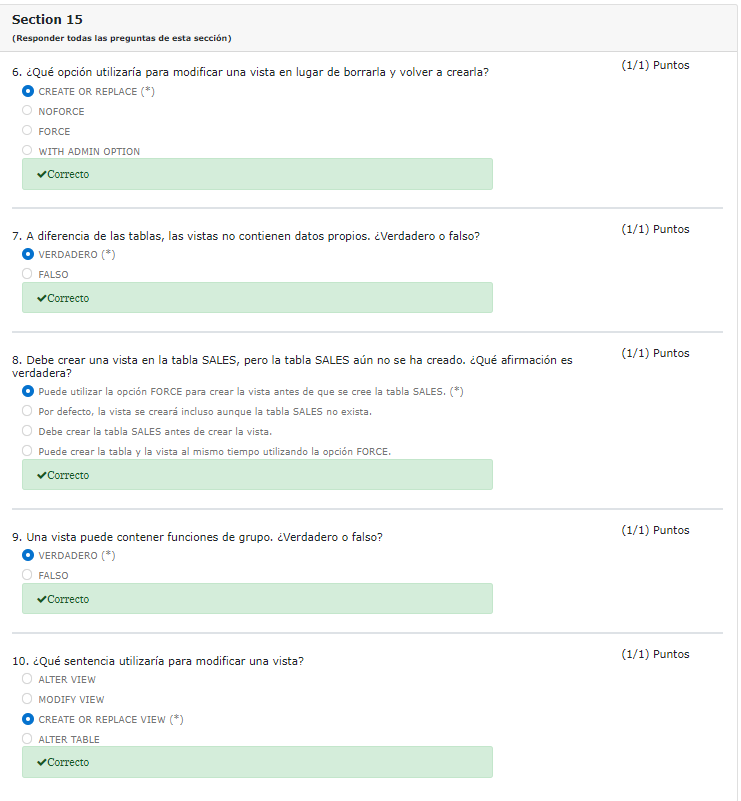 Section 15
(Responder todas las preguntas de esta sección)
6. ¿Qué opción utilizaría para modificar una vista en lugar de borrarla y volver a crearla?
(1/1) Puntos
CREATE OR REPLACE (*)
NOFORCE
FORCE
WITH ADMIN OPTION
✔Correcto
7. A diferencia de las tablas, las vistas no contienen datos propios. ¿Verdadero o falso?
(1/1) Puntos
VERDADERO (*)
FALSO
✔Correcto
8. Debe crear una vista en la tabla SALES, pero la tabla SALES aún no se ha creado. ¿Qué afirmación es
verdadera?
(1/1) Puntos
Puede utilizar la opción FORCE para crear la vista antes de que se cree la tabla SALES. (*)
Por defecto, la vista se creará incluso aunque la tabla SALES no exista.
Debe crear la tabla SALES antes de crear la vista.
Puede crear la tabla y la vista al mismo tiempo utilizando la opción FORCE.
✔Correcto
9. Una vista puede contener funciones de grupo. ¿Verdadero o falso?
(1/1) Puntos
VERDADERO (*)
FALSO
✔Correcto
10. ¿Qué sentencia utilizaría para modificar una vista?
(1/1) Puntos
ALTER VIEW
MODIFY VIEW
CREATE OR REPLACE VIEW (*)
ALTER TABLE
✔Correcto